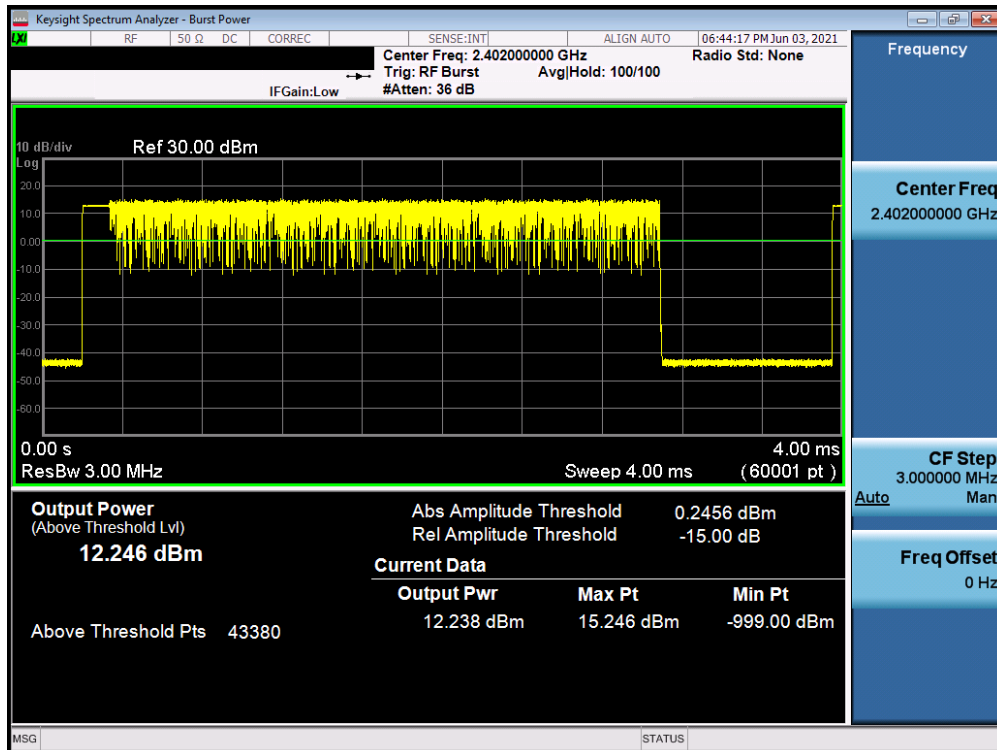 Keysight Spectrum Analyzer - Burst Power
LXI RF 50 Ω DC CORREC SENSE:INT ALIGN AUTO 06:44:17 PM Jun 03, 2021
Center Freq: 2.402000000 GHz Radio Std: None
Trig: RF Burst Avg|Hold: 100/100
IFGain:Low #Atten: 36 dB
10 dB/div Ref 30.00 dBm
Log
20.0
10.0
0.00
-10.0
-20.0
-30.0
-40.0
-50.0
-60.0
0.00 s 4.00 ms
ResBw 3.00 MHz Sweep 4.00 ms (60001 pt)
Output Power
(Above Threshold Lvl)
12.246 dBm
Above Threshold Pts 43380
Abs Amplitude Threshold 0.2456 dBm
Rel Amplitude Threshold -15.00 dB
Current Data
Output Pwr Max Pt Min Pt
12.238 dBm 15.246 dBm -999.00 dBm
Frequency
Center Freq
2.402000000 GHz
CF Step
3.000000 MHz
Auto Man
Freq Offset
0 Hz
MSG STATUS